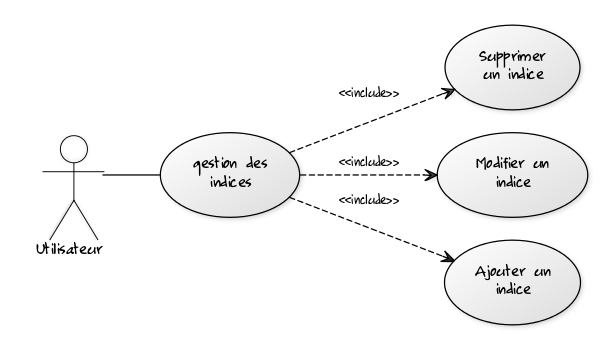 Supprimer
un indice
<<include>>
gestion des
indices
<<include>>
Modifier un
indice
<<include>>
Utilisateur
Ajouter un
indice